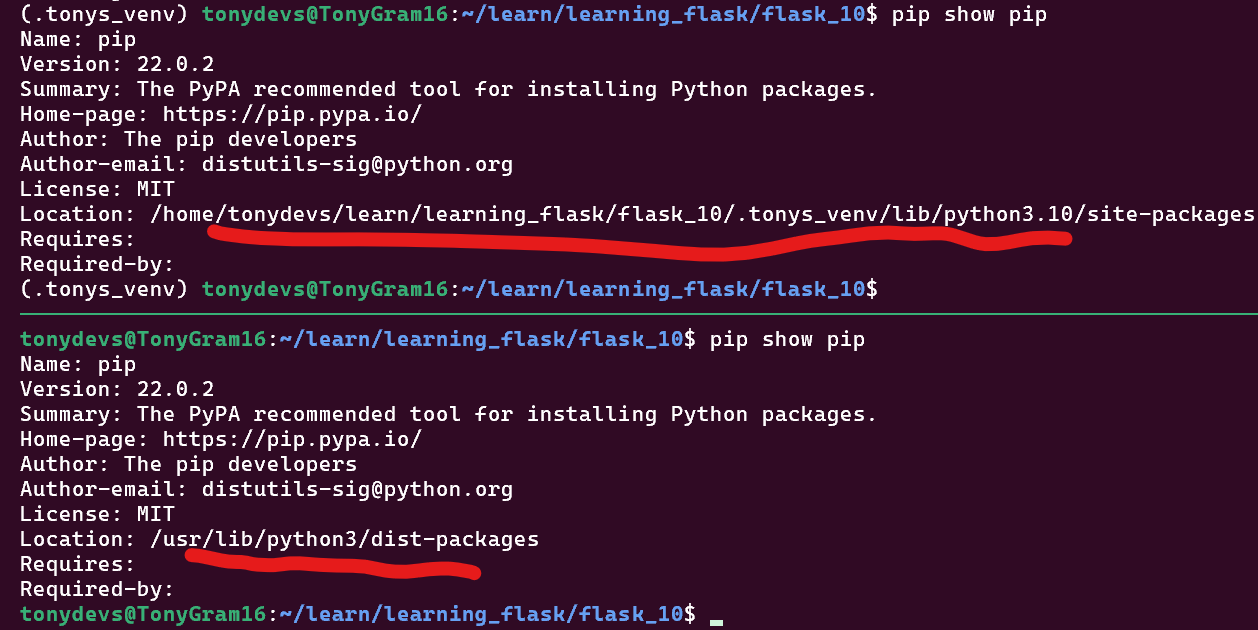 (.tonys_venv) tonydevs@TonyGram16:~/learn/learning_flask/flask_10$ pip show pip
Name: pip
Version: 22.0.2
Summary: The PyPA recommended tool for installing Python packages.
Home-page: https://pip.pypa.io/
Author: The pip developers
Author-email: distutils-sig@python.org
License: MIT
Location: /home/tonydevs/learn/learning_flask/flask_10/.tonys_venv/lib/python3.10/site-packages
Requires:
Required-by:
(.tonys_venv) tonydevs@TonyGram16:~/learn/learning_flask/flask_10$
tonydevs@TonyGram16:~/learn/learning_flask/flask_10$ pip show pip
Name: pip
Version: 22.0.2
Summary: The PyPA recommended tool for installing Python packages.
Home-page: https://pip.pypa.io/
Author: The pip developers
Author-email: distutils-sig@python.org
License: MIT
Location: /usr/lib/python3/dist-packages
Requires:
Required-by:
tonydevs@TonyGram16:~/learn/learning_flask/flask_10$